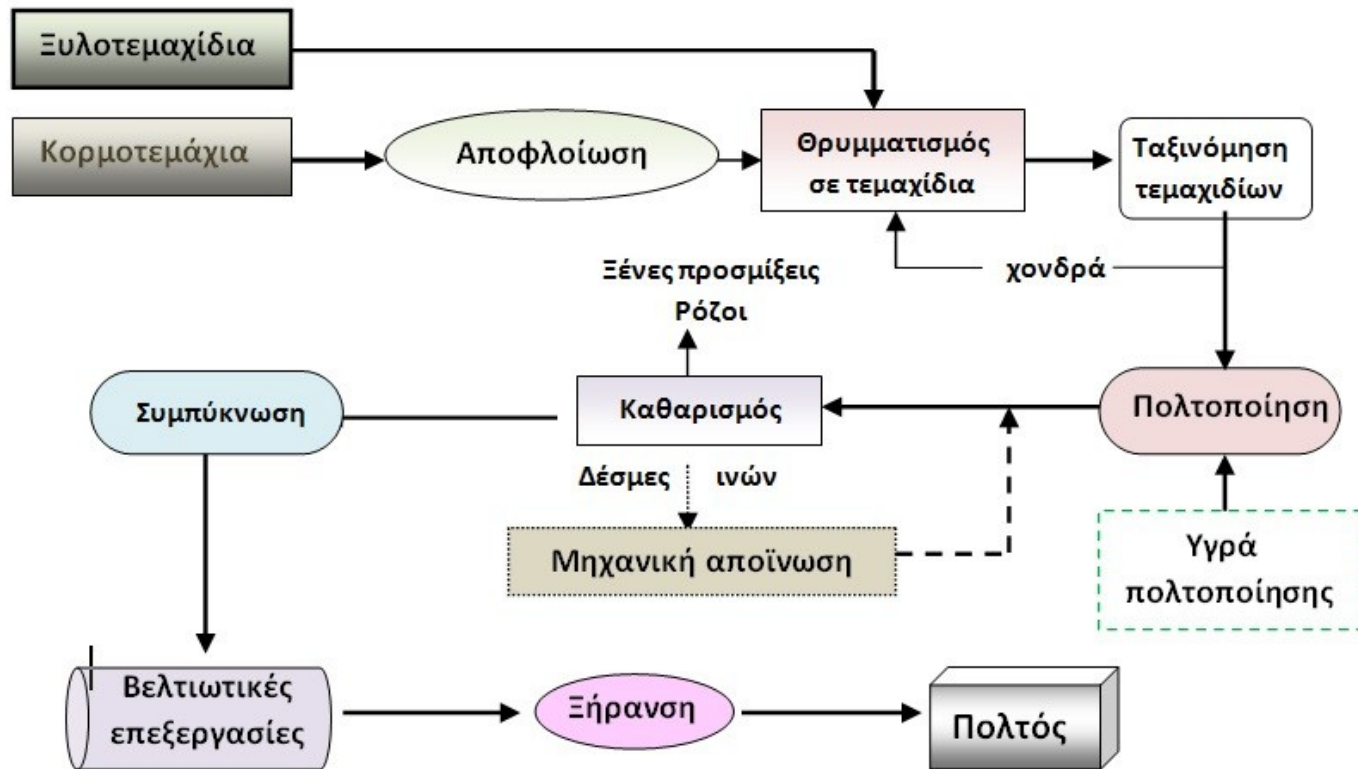 Ξυλοτεμαχίδια
Κορμοτεμάχια
Αποφλοίωση
Θρυμματισμός
σε τεμαχίδια
Ταξινόμηση
τεμαχιδίων
χονδρά
Ξένες προσμίξεις
Ρόζοι
Συμπύκνωση
Καθαρισμός
Πολτοποίηση
Δέσμες ινών
Μηχανική αποϊνωση
Υγρά
πολτοποίησης
Βελτιωτικές
επεξεργασίες
Ξήρανση
Πολτός